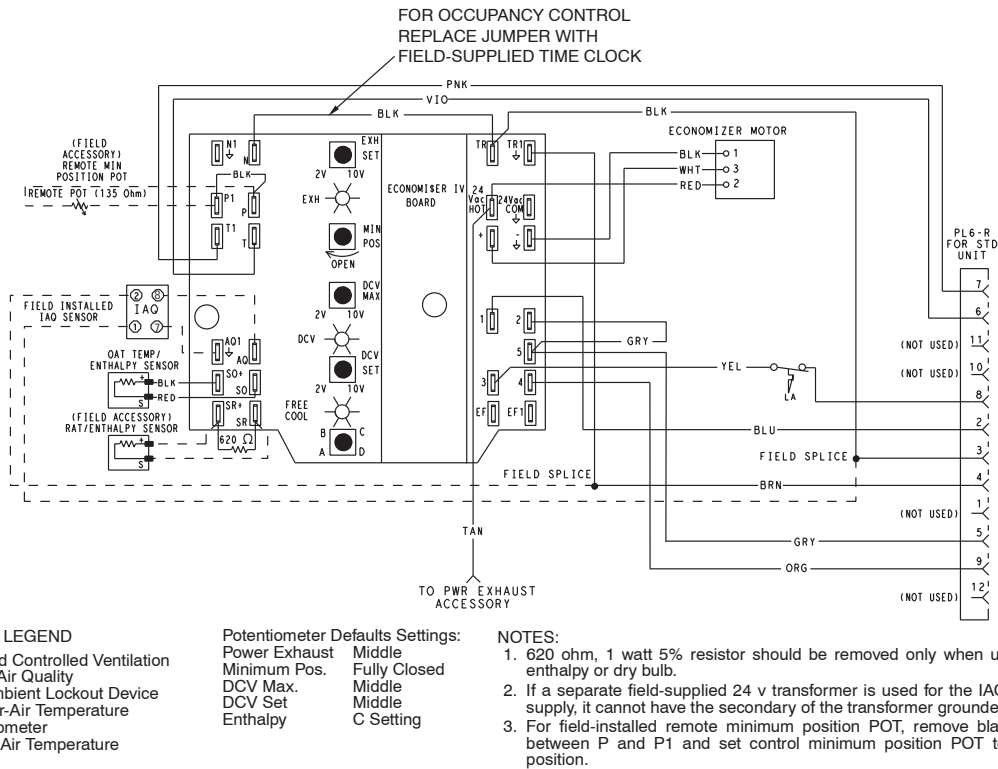 FOR OCCUPANCY CONTROL
REPLACE JUMPER WITH
FIELD-SUPPLIED TIME CLOCK
PNK
VIO
BLK
BLK
(FIELD
ACCESSORY)
REMOTE MIN
POSITION POT
REMOTE POT (135 Ohm)
N1
N
BLK
P1
P
T1
T
EXH
SET
2V 10V
EXH
MIN
POS
OPEN
DCV
MAX
2V 10V
DCV
DCV
SET
2V 10V
FREE
COOL
B C
A D
ECONOMI$ER IV
BOARD
TR
TR1
24
Vac
HOT
24Vac
COM
+
-
1
2
5
3
4
EF
EF1
ECONOMIZER MOTOR
BLK 1
WHT 3
RED 2
FIELD INSTALLED
IAQ SENSOR
2 8
IAQ
1 7
AQ1
AQ
OAT TEMP/
ENTHALPY SENSOR
+ BLK SO+
S RED SO
(FIELD ACCESSORY)
RAT/ENTHALPY SENSOR
+
S
SR+
SR
620 Ω
GRY
YEL
LA
BLU
FIELD SPLICE
FIELD SPLICE
BRN
GRY
ORG
TAN
TO PWR EXHAUST
ACCESSORY
PL6-R
FOR STD
UNIT
7
6
(NOT USED) 11
(NOT USED) 10
8
2
3
4
(NOT USED) 1
5
9
(NOT USED) 12
LEGEND
d Controlled Ventilation
Air Quality
mbient Lockout Device
r-Air Temperature
ometer
Air Temperature
Potentiometer Defaults Settings:
Power Exhaust Middle
Minimum Pos. Fully Closed
DCV Max. Middle
DCV Set Middle
Enthalpy C Setting
NOTES:
1. 620 ohm, 1 watt 5% resistor should be removed only when u
enthalpy or dry bulb.
2. If a separate field-supplied 24 v transformer is used for the IAQ
supply, it cannot have the secondary of the transformer grounde
3. For field-installed remote minimum position POT, remove bla
between P and P1 and set control minimum position POT t
position.